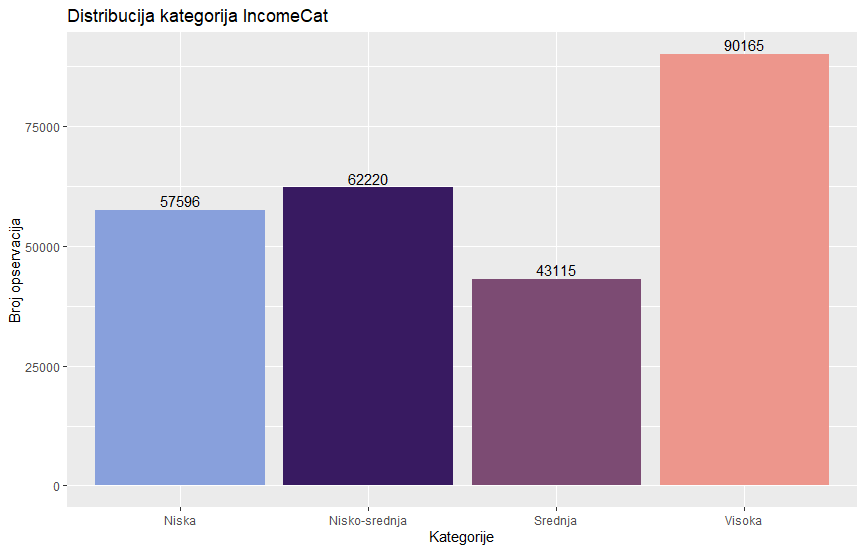 Distribucija kategorija IncomeCat
90165
75000
62220
57596
50000
43115
25000
0
Broj opservacija
Niska
Nisko-srednja
Srednja
Visoka
Kategorije